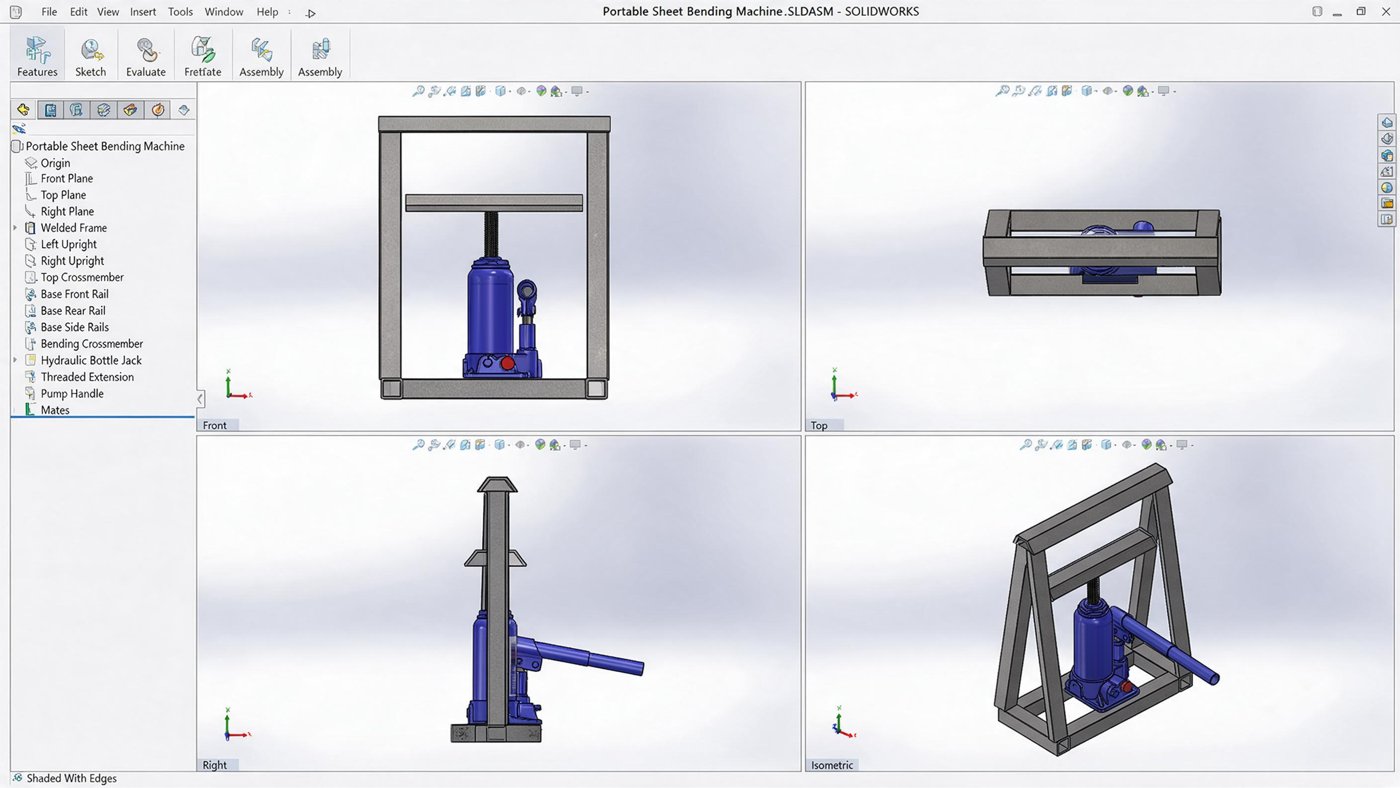 File Edit View Insert Tools Window Help
Portable Sheet Bending Machine.SLDASM - SOLIDWORKS
Features Sketch Evaluate Fretfate Assembly Assembly
Portable Sheet Bending Machine
Origin
Front Plane
Top Plane
Right Plane
Welded Frame
Left Upright
Right Upright
Top Crossmember
Base Front Rail
Base Rear Rail
Base Side Rails
Bending Crossmember
Hydraulic Bottle Jack
Threaded Extension
Pump Handle
Mates
Front
Top
Right
Isometric
Shaded With Edges